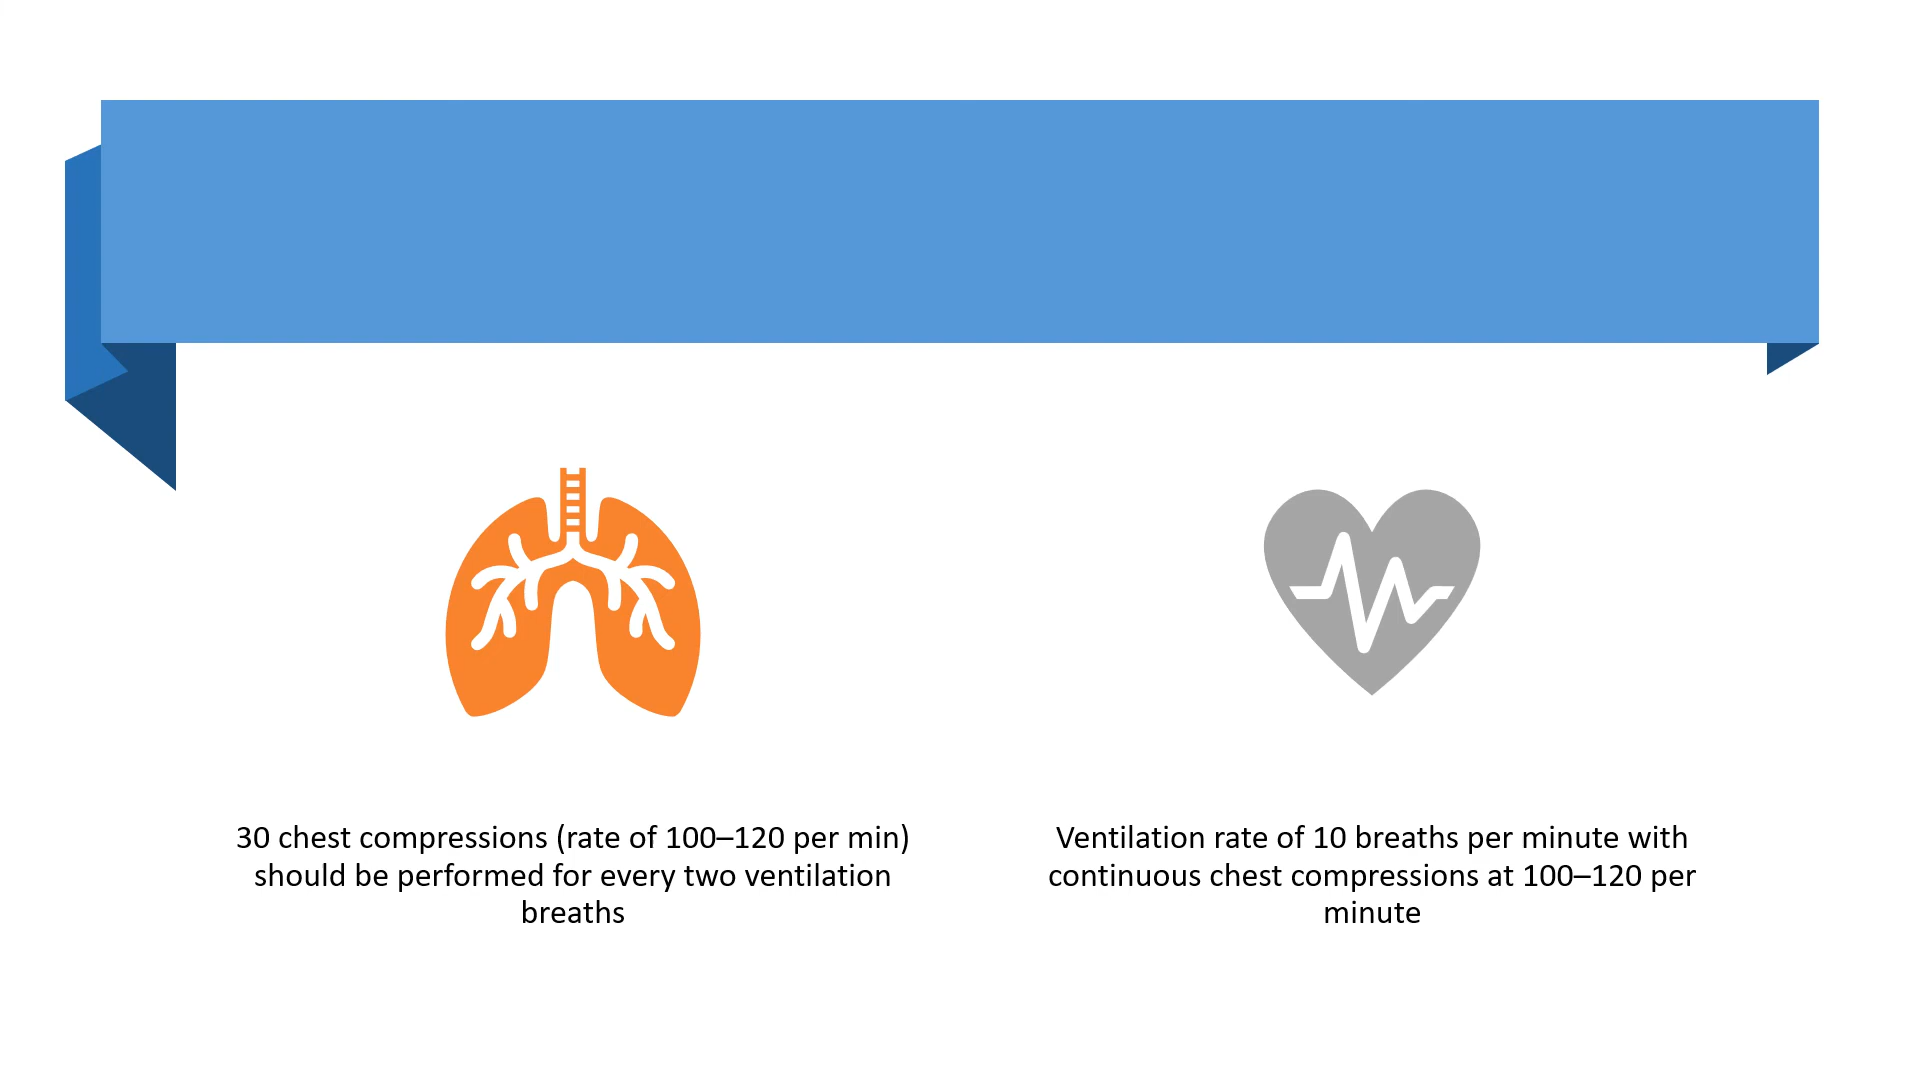 30 chest compressions (rate of 100–120 per min)
should be performed for every two ventilation
breaths
Ventilation rate of 10 breaths per minute with
continuous chest compressions at 100–120 per
minute